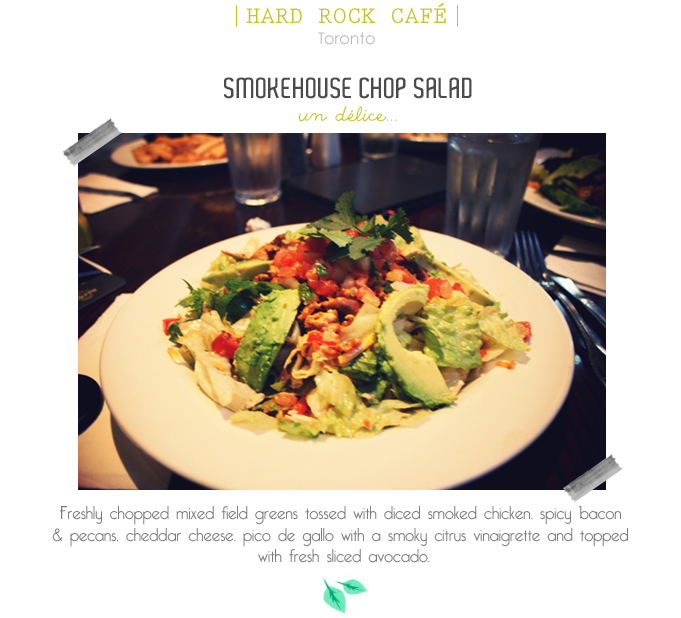 | HARD ROCK CAFÉ |
Toronto
SMOKEHOUSE CHOP SALAD
un délice...
Freshly chopped mixed field greens tossed with diced smoked chicken, spicy bacon
& pecans, cheddar cheese, pico de gallo with a smoky citrus vinaigrette and topped
with fresh sliced avocado.